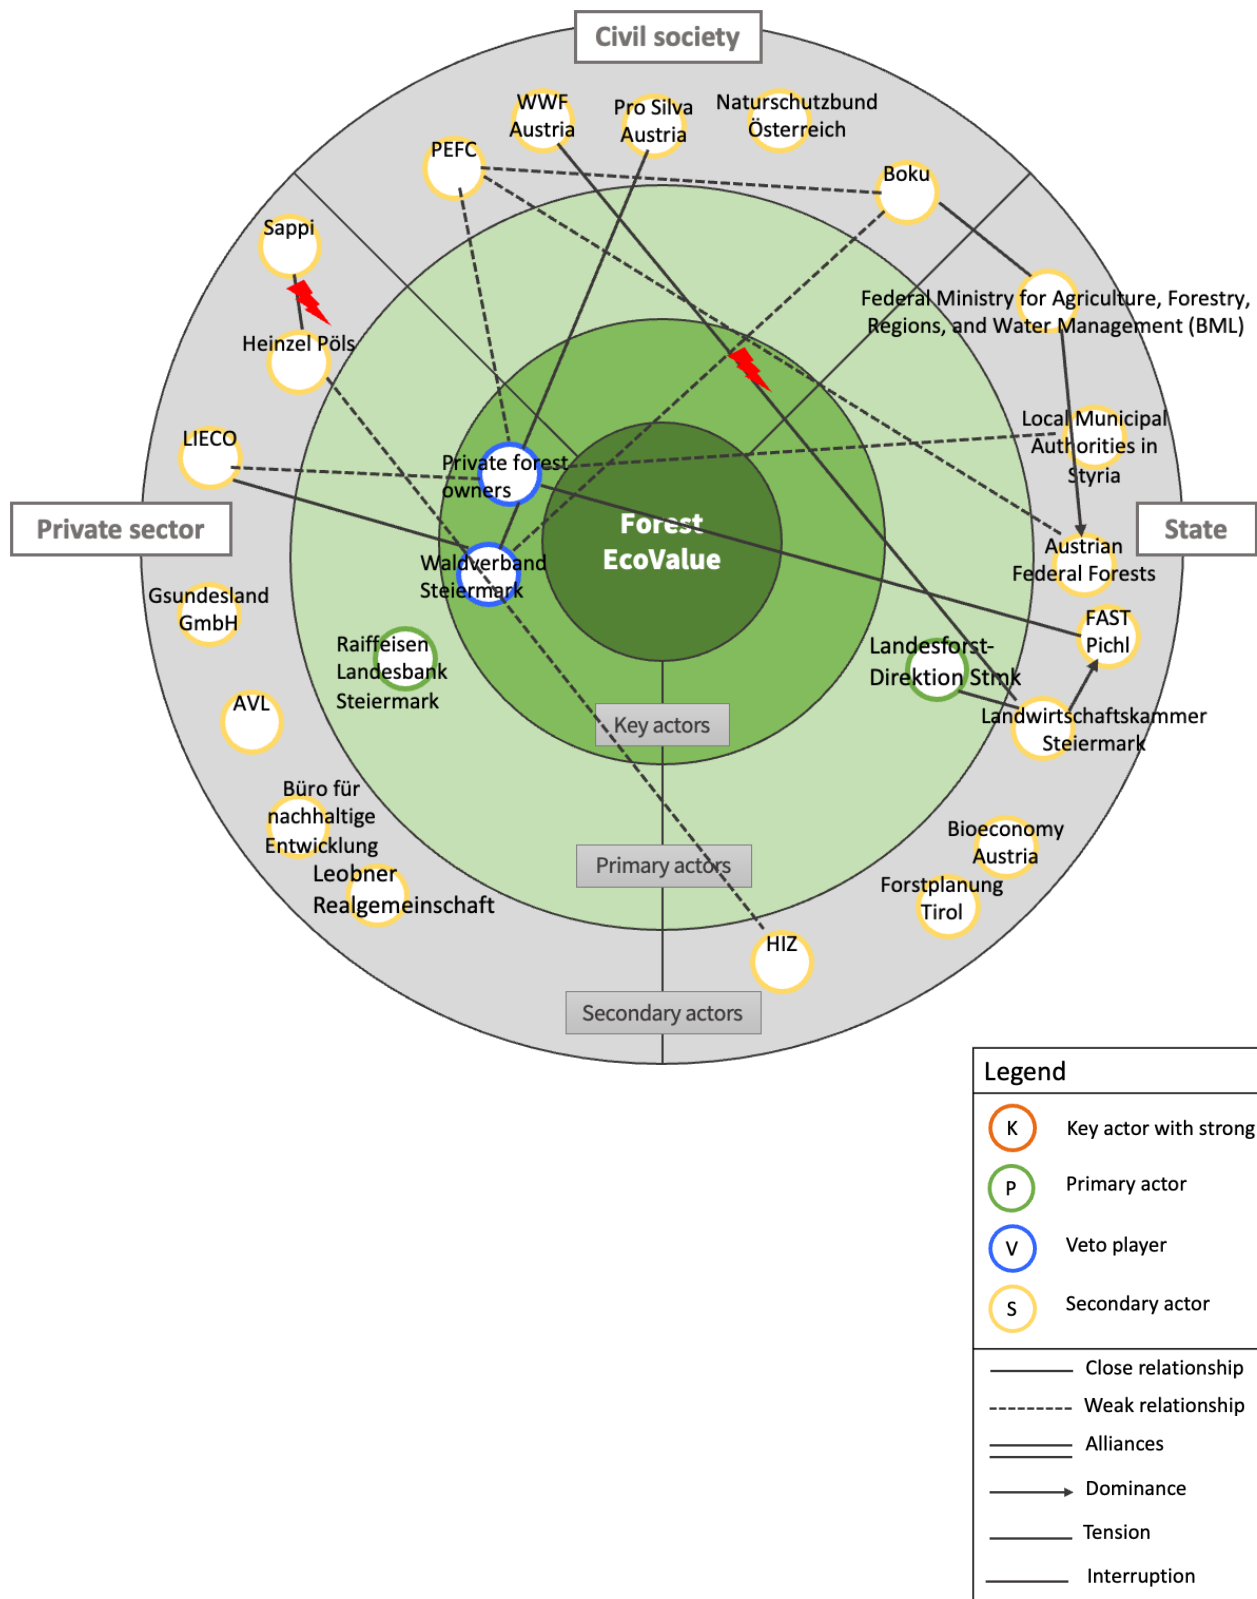 Civil society
WWF
Austria
Pro Silva
Austria
Naturschutzbund
Österreich
PEFC
Boku
Sappi
Federal Ministry for Agriculture, Forestry,
Regions, and Water Management (BML)
Heinzel Pöls
LIECO
Local Municipal
Authorities in
Styria
Private forest
owners
Private sector
Forest
EcoValue
State
Austrian
Federal Forests
Waldverband
Steiermark
Gsundesland
GmbH
FAST
Pichl
Raiffeisen
Landesbank
Steiermark
Landesforst-
Direktion Stmk
AVL
Key actors
Landwirtschaftskammer
Steiermark
Büro für
nachhaltige
Entwicklung
Bioeconomy
Austria
Primary actors
Leobner
Realgemeinschaft
Forstplanung
Tirol
HIZ
Secondary actors
Legend
K Key actor with strong
P Primary actor
V Veto player
S Secondary actor
Close relationship
Weak relationship
Alliances
Dominance
Tension
Interruption